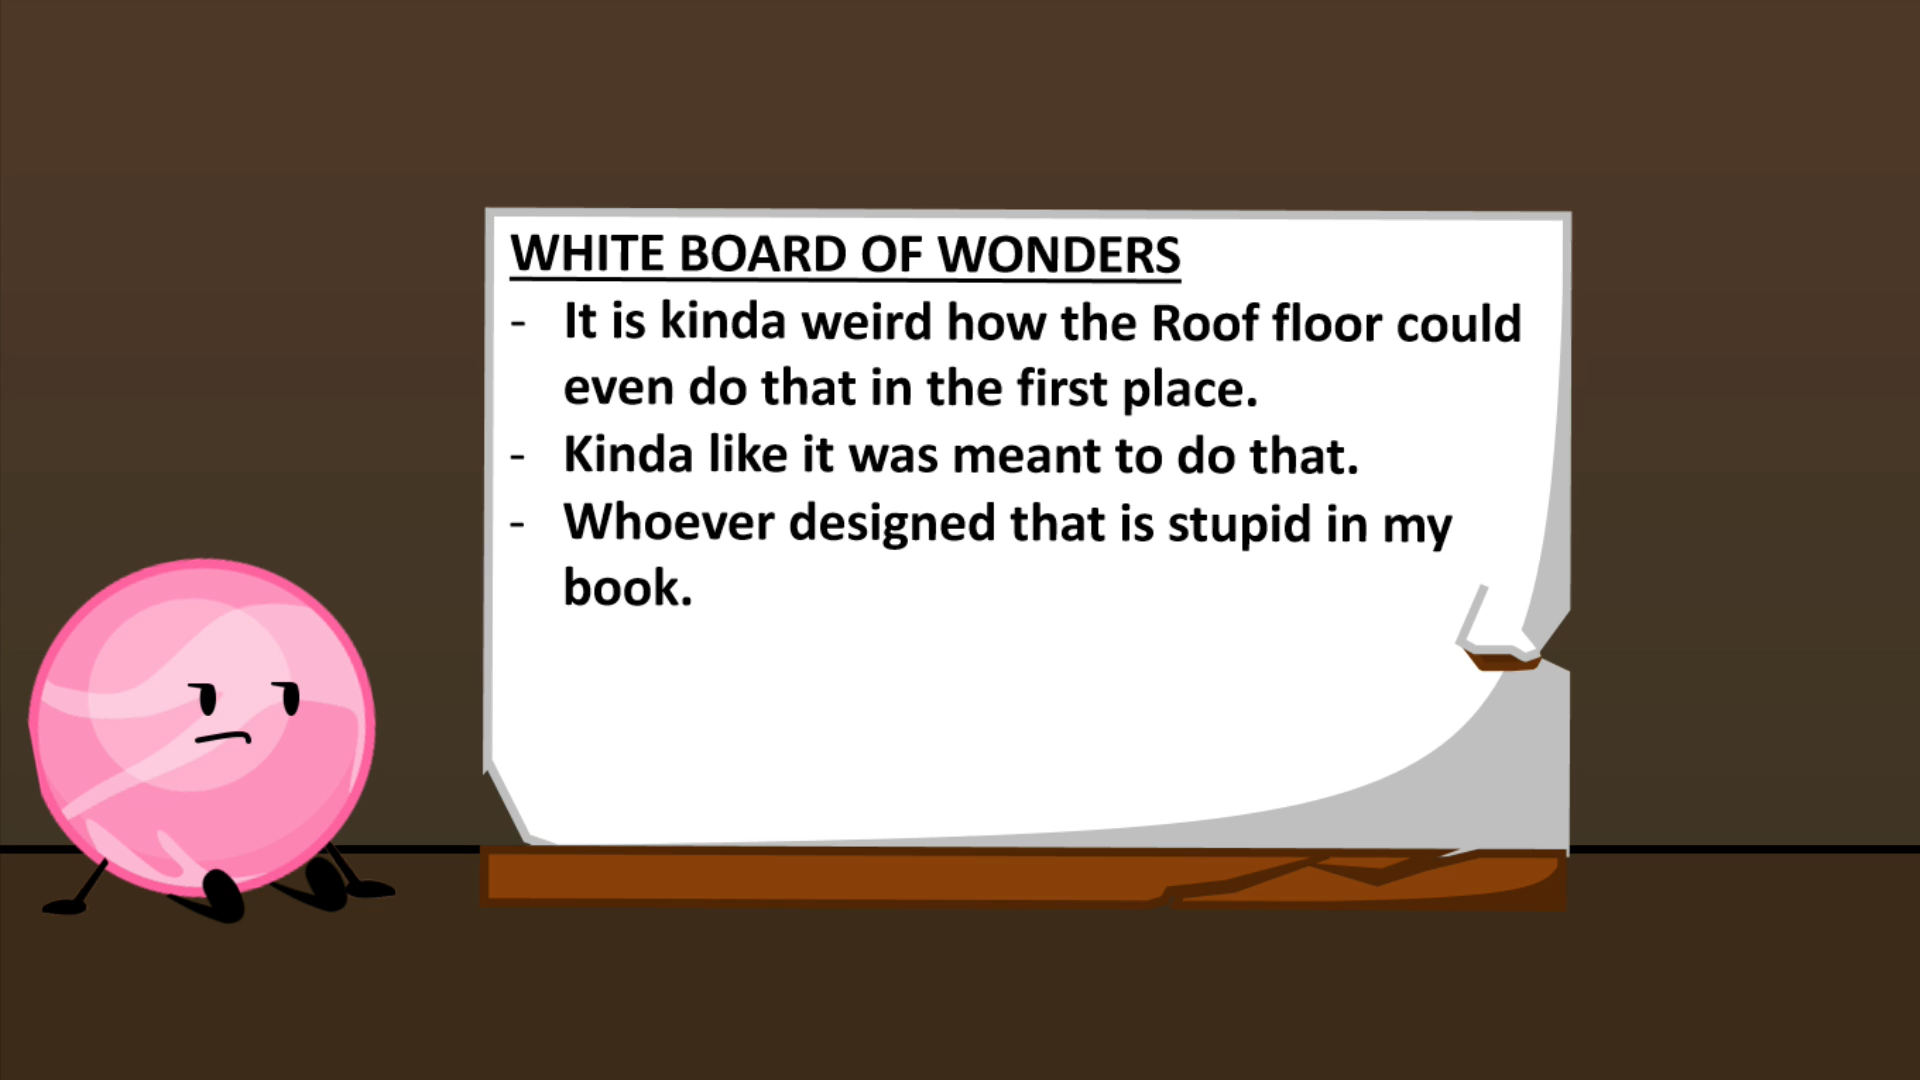 WHITE BOARD OF WONDERS
- It is kinda weird how the Roof floor could
even do that in the first place.
- Kinda like it was meant to do that.
- Whoever designed that is stupid in my
book.